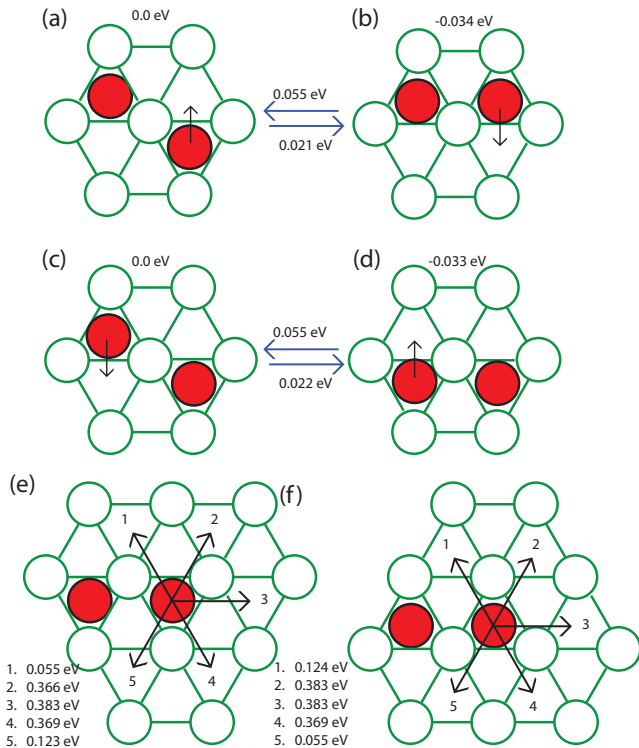 (a)
0.0 eV
(b)
-0.034 eV
0.055 eV
0.021 eV
(c)
0.0 eV
(d)
-0.033 eV
0.055 eV
0.022 eV
(e)
1
2
3
4
5
1. 0.055 eV
2. 0.366 eV
3. 0.383 eV
4. 0.369 eV
5. 0.123 eV
(f)
1
2
3
4
5
1. 0.124 eV
2. 0.383 eV
3. 0.383 eV
4. 0.369 eV
5. 0.055 eV